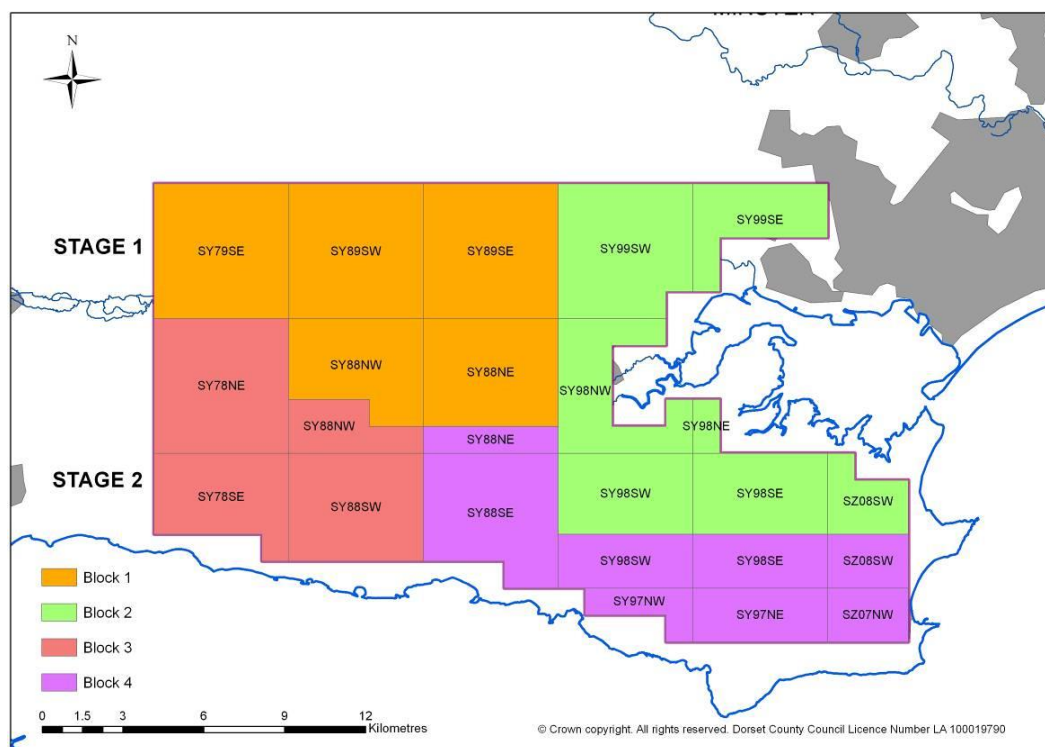 N
STAGE 1
SY79SE
SY89SW
SY89SE
SY99SW
SY99SE
SY78NE
SY88NW
SY88NE
SY98NW
SY88NW
SY88NE
SY98NE
STAGE 2
SY78SE
SY88SW
SY88SE
SY98SW
SY98SE
SZ08SW
SY98SW
SY98SE
SZ08SW
SY97NW
SY97NE
SZ07NW
Block 1
Block 2
Block 3
Block 4
0 1.5 3 6 9 12
Kilometres
© Crown copyright. All rights reserved. Dorset County Council Licence Number LA 100019790